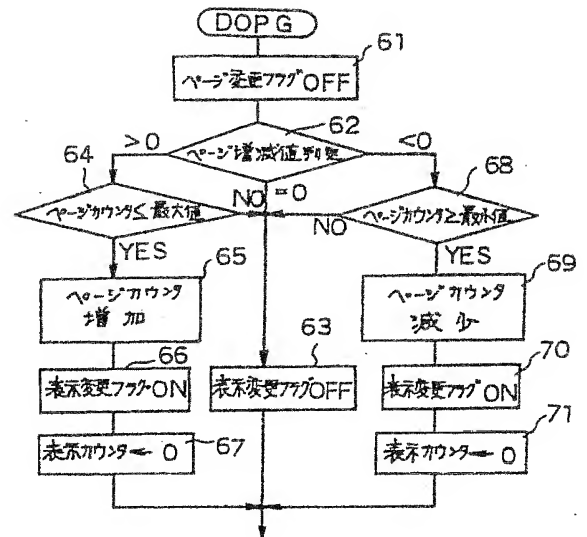 DOPG
61
ページ変更フラグOFF
62
>0
ページ増減値判定
<0
64
68
ページカウンタ≤最大値
NO
=0
NO
ページカウンタ≥最小値
YES
YES
65
69
ページカウンタ
増加
ページカウンタ
減少
66
63
70
表示変更フラグON
表示変更フラグOFF
表示変更フラグON
67
71
表示カウンタ←0
表示カウンタ←0